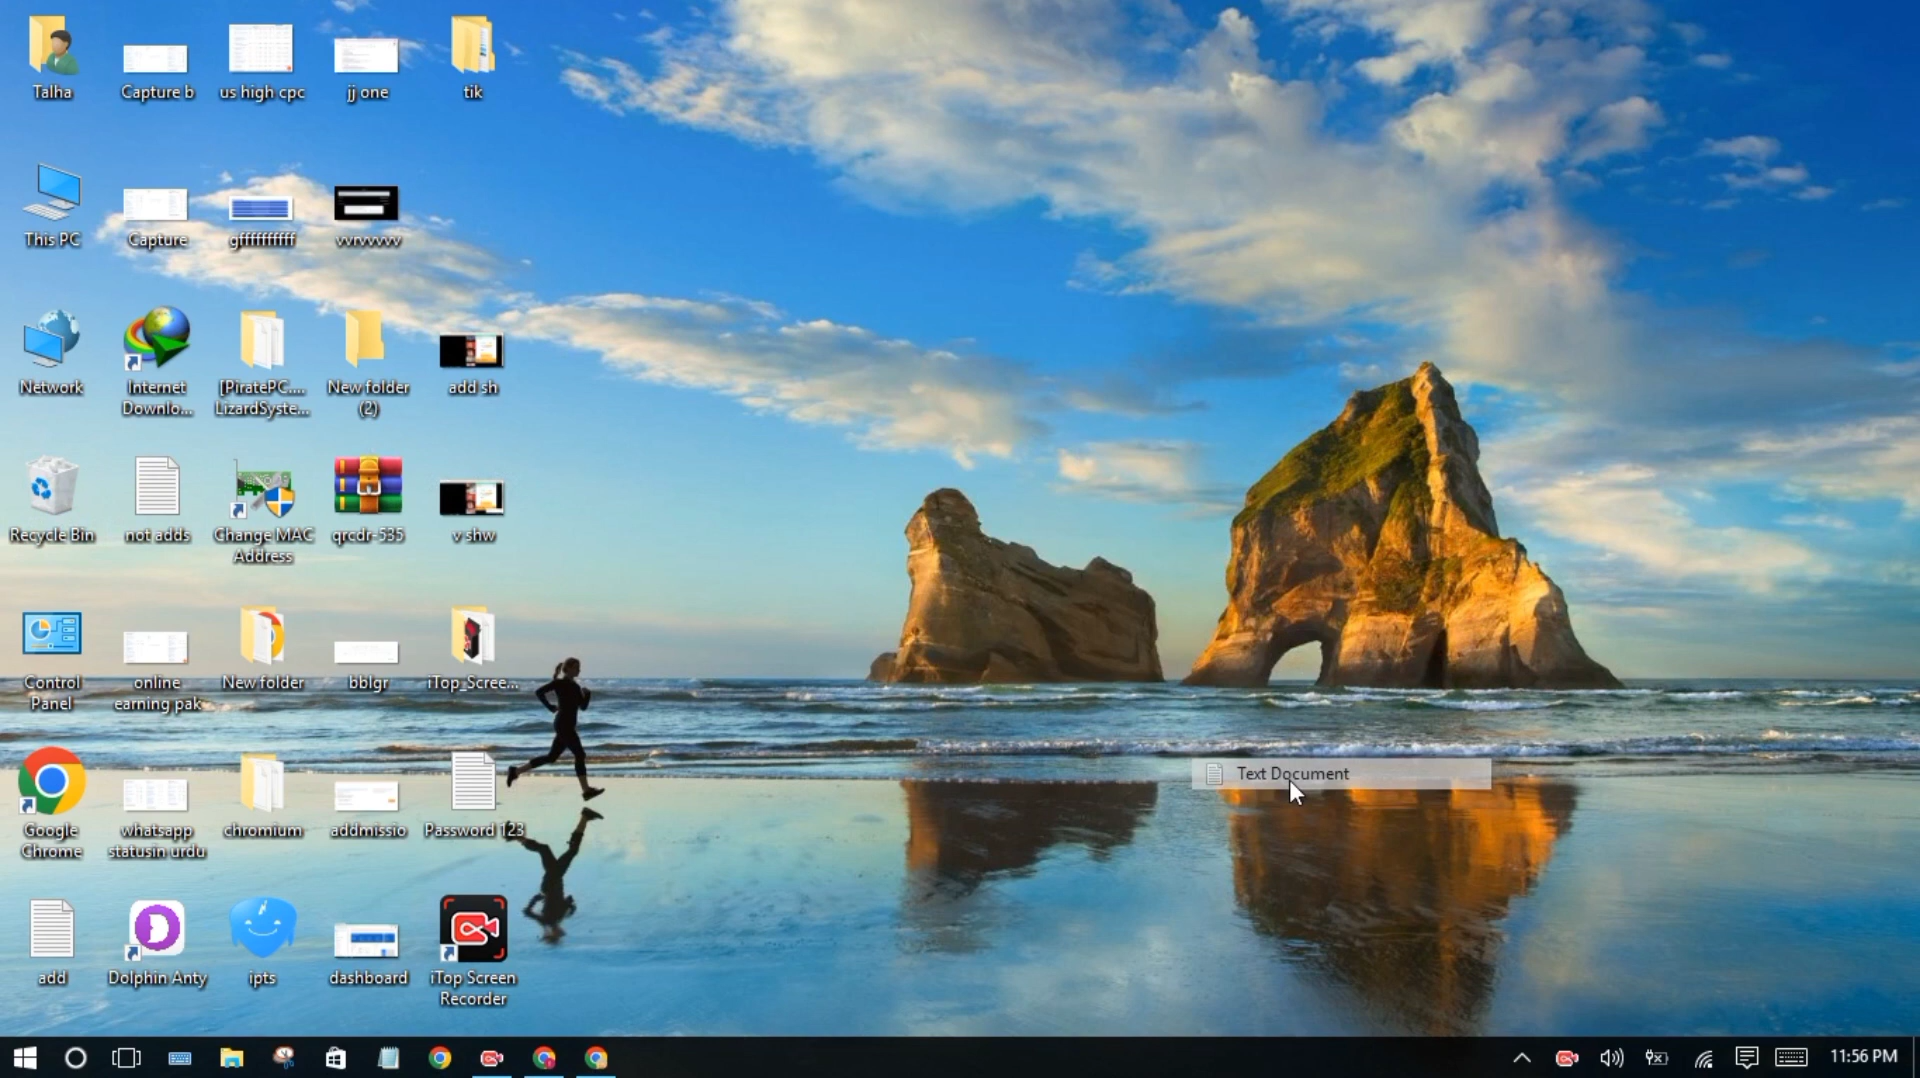 Talha
Capture b
us high cpc
jj one
tik
This PC
Capture
gffffffffff
vvrvvvvv
Network
Internet
Downlo...
[PiratePC....
LizardSyste...
New folder
(2)
add sh
Recycle Bin
not adds
Change MAC
Address
qrcdr-535
v shw
Control
Panel
online
earning pak
New folder
bblgr
iTop_Scree...
Google
Chrome
whatsapp
statusin urdu
chromium
addmissio
Password 123
Text Document
add
Dolphin Anty
ipts
dashboard
iTop Screen
Recorder
11:56 PM